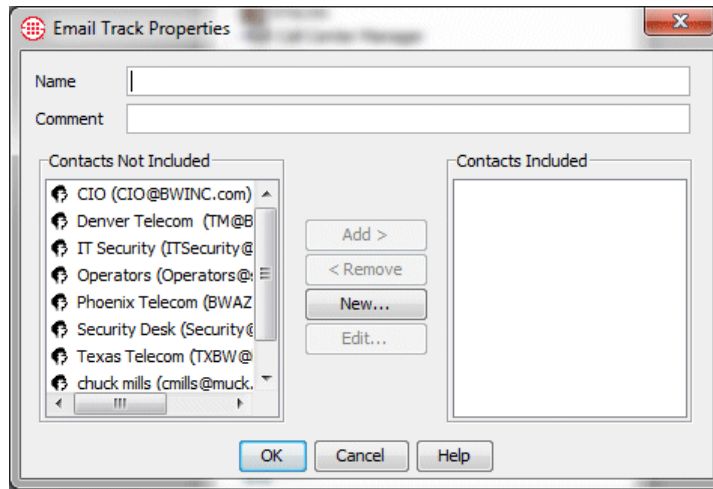 Email Track Properties
Name
Comment
Contacts Not Included
CIO (CIO@BWINC.com)
Denver Telecom (TM@B
IT Security (ITSecurity@
Operators (Operators@
Phoenix Telecom (BWAZ
Security Desk (Security@
Texas Telecom (TXBW@
chuck mills (cmills@muck.
Add >
< Remove
New...
Edit...
Contacts Included
OK
Cancel
Help